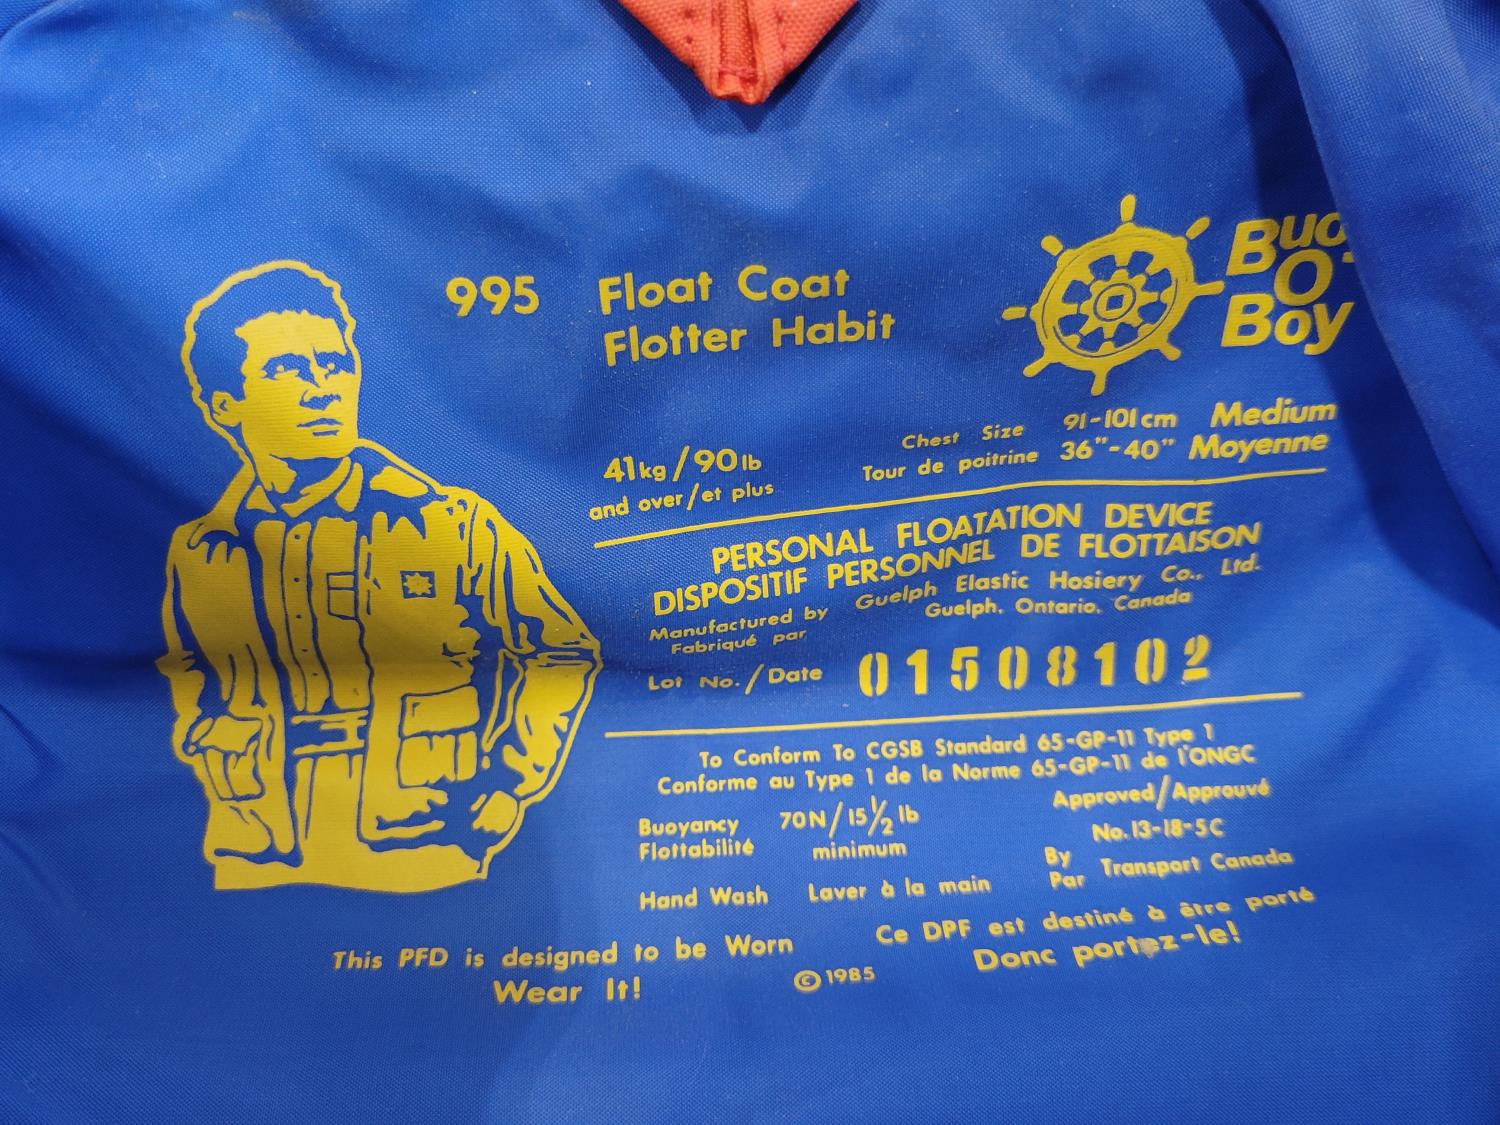 995 Float Coat
Flotter Habit
Buoy
O
Boy
41kg/90lb
and over/et plus
Chest Size 91-101cm Medium
Tour de poitrine 36"-40" Moyenne
PERSONAL FLOATATION DEVICE
DISPOSITIF PERSONNEL DE FLOTTAISON
Manufactured by Guelph Elastic Hosiery Co., Ltd.
Fabriqué par Guelph, Ontario, Canada
Lot No./Date 01508102
To Conform To CGSB Standard 65-GP-11 Type 1
Conforme au Type 1 de la Norme 65-GP-11 de l'ONGC
Buoyancy 70N/15½ lb
Flottabilité minimum
Approved/Approuvé
No. 13-18-5C
By
Par Transport Canada
Hand Wash Laver à la main
This PFD is designed to be Worn
Wear It!
©1985
Ce DPF est destiné à être porté
Donc portez-le!